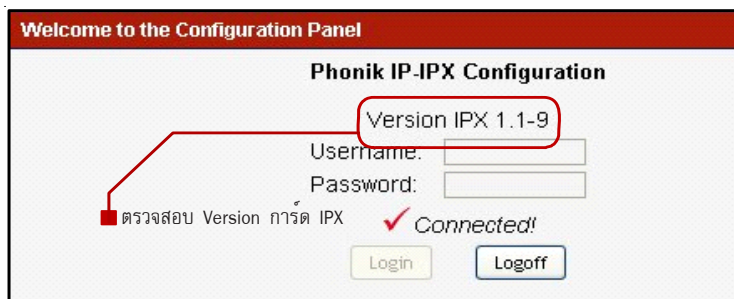 Welcome to the Configuration Panel
Phonik IP-IPX Configuration
Version IPX 1.1-9
Username:
Password:
ตรวจสอบ Version การ์ด IPX
Connected!
Login
Logoff